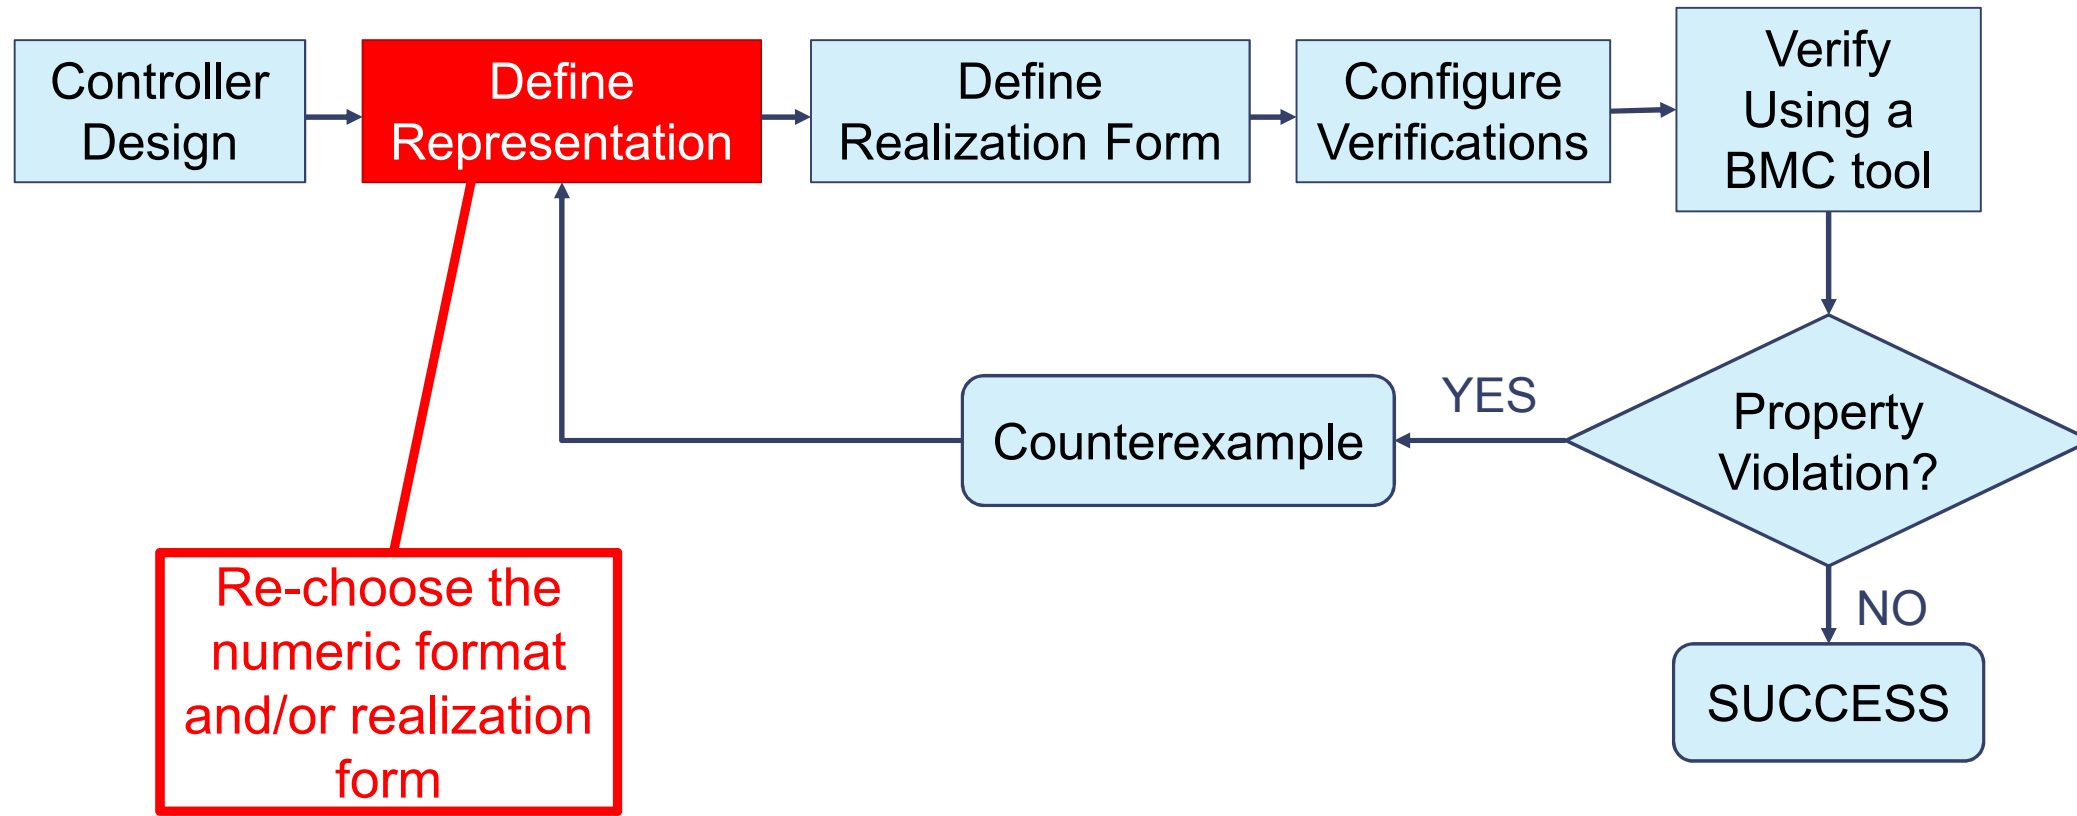 Controller
Design
Define
Representation
Define
Realization Form
Configure
Verifications
Verify
Using a
BMC tool
Property
Violation?
YES
Counterexample
NO
SUCCESS
Re-choose the
numeric format
and/or realization
form